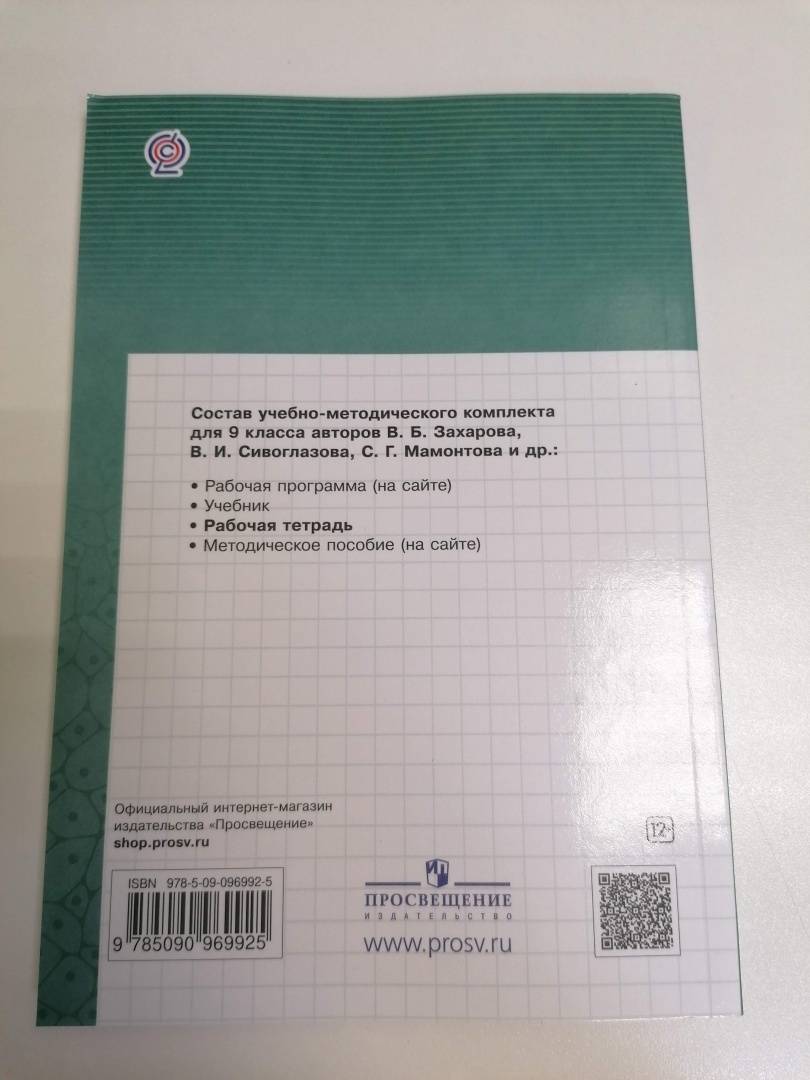 Состав учебно-методического комплекта
для 9 класса авторов В. Б. Захарова,
В. И. Сивоглазова, С. Г. Мамонтова и др.:
• Рабочая программа (на сайте)
• Учебник
• Рабочая тетрадь
• Методическое пособие (на сайте)
Официальный интернет-магазин
издательства «Просвещение»
shop.prosv.ru
12+
ISBN 978-5-09-096992-5
9 785090 969925
ИП
ПРОСВЕЩЕНИЕ
ИЗДАТЕЛЬСТВО
www.prosv.ru